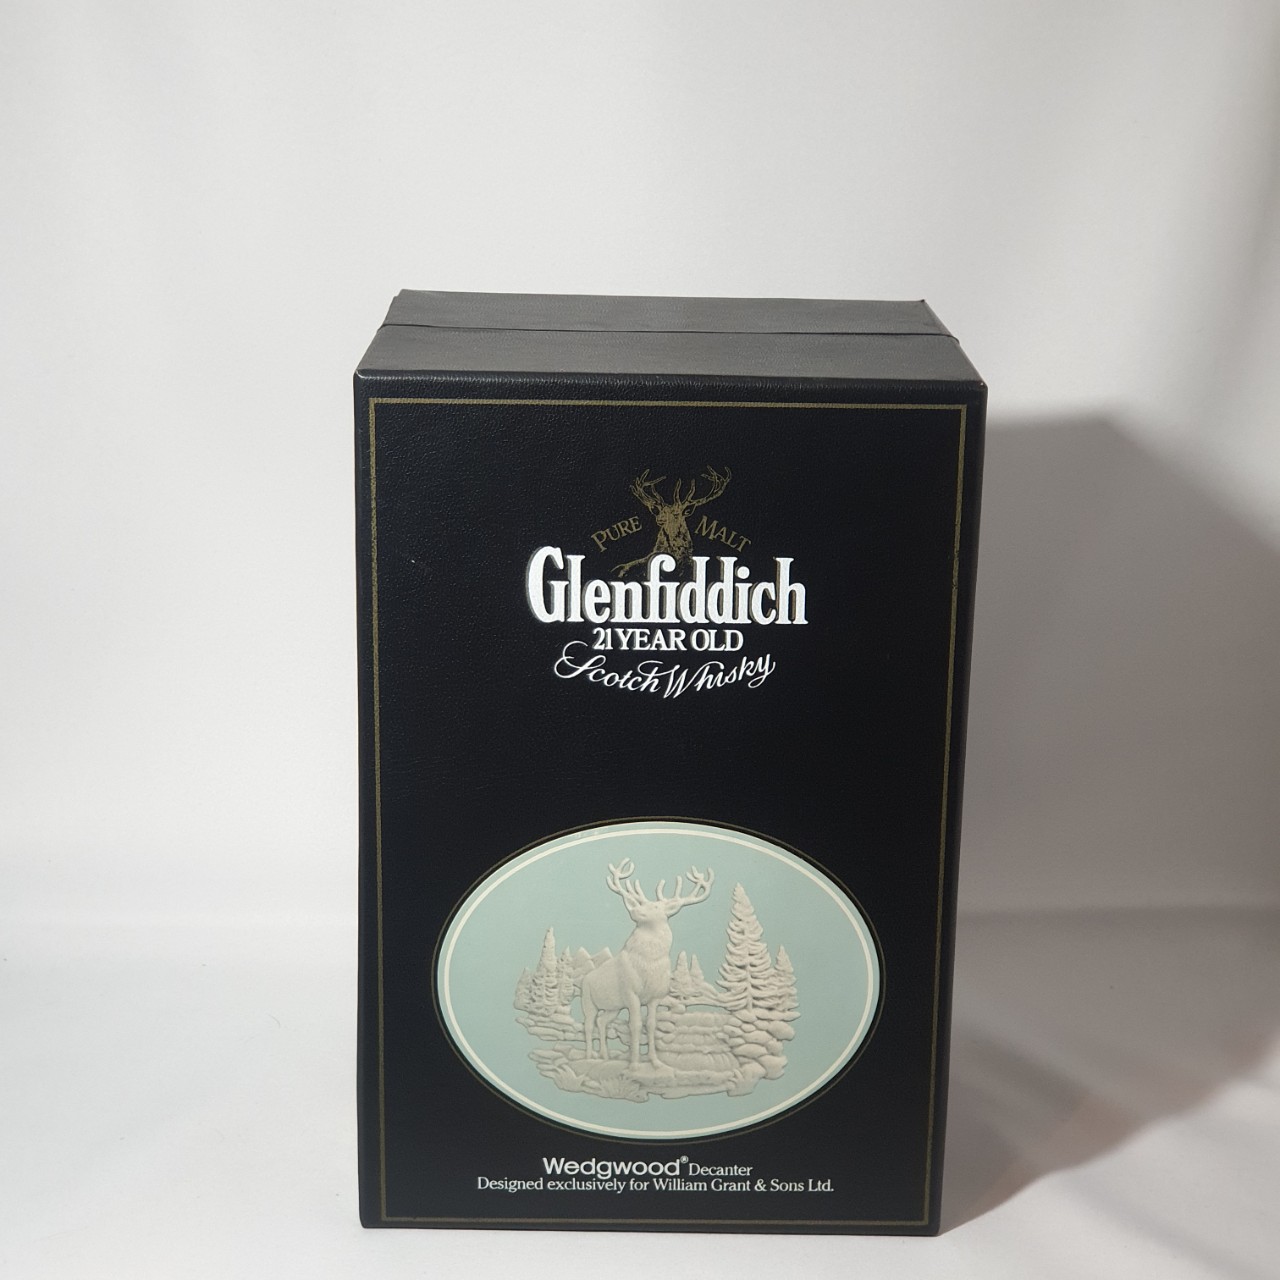 PURE MALT
Glenfiddich
21 YEAR OLD
Scotch Whisky
Wedgwood® Decanter
Designed exclusively for William Grant & Sons Ltd.